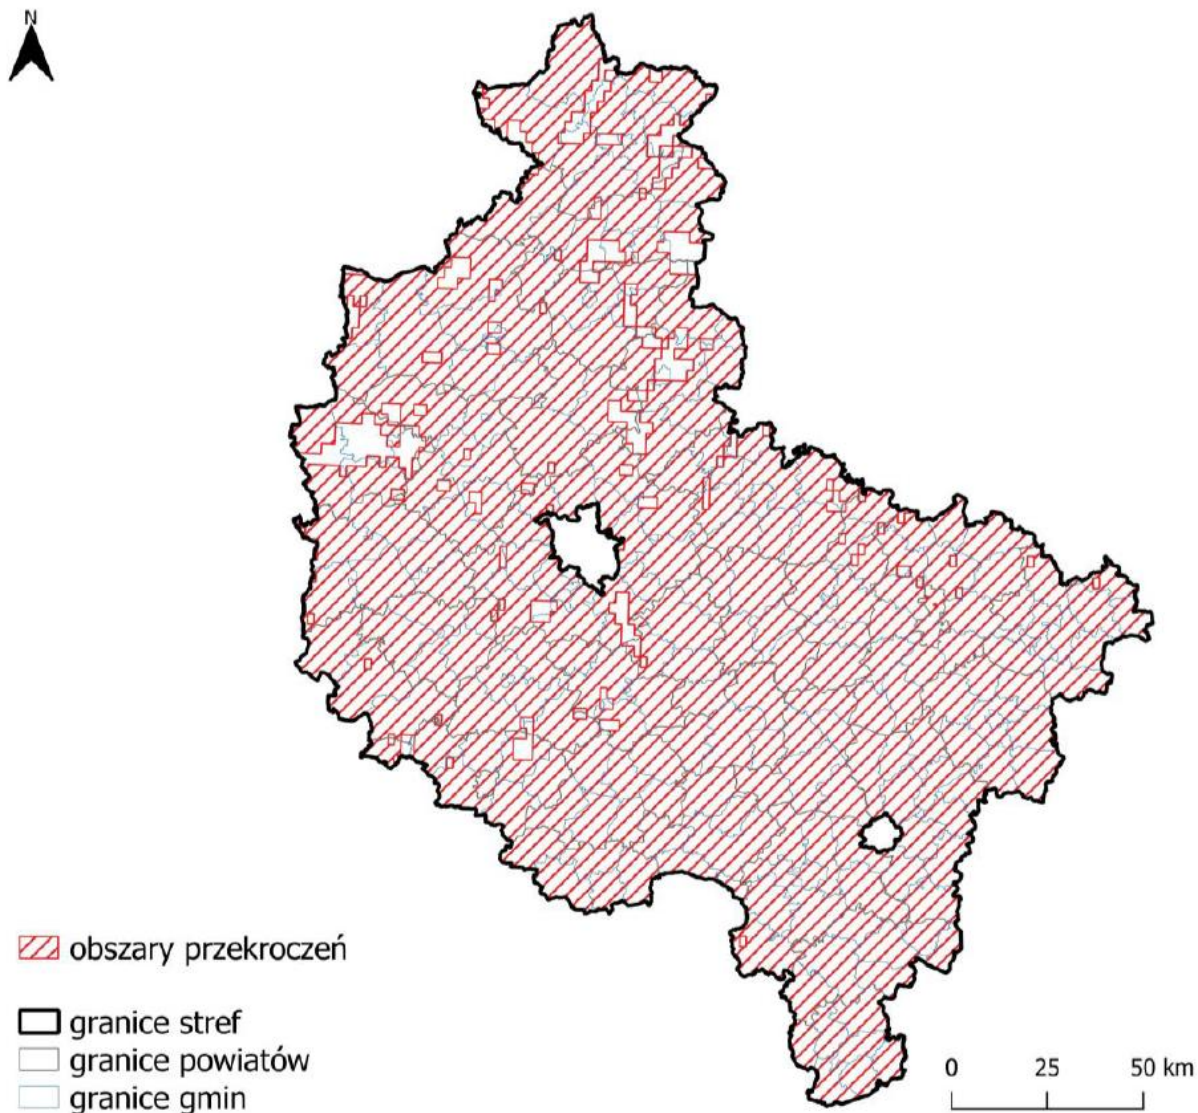 N
obszary przekroczeń
granice stref
granice powiatów
granice gmin
0 25 50 km